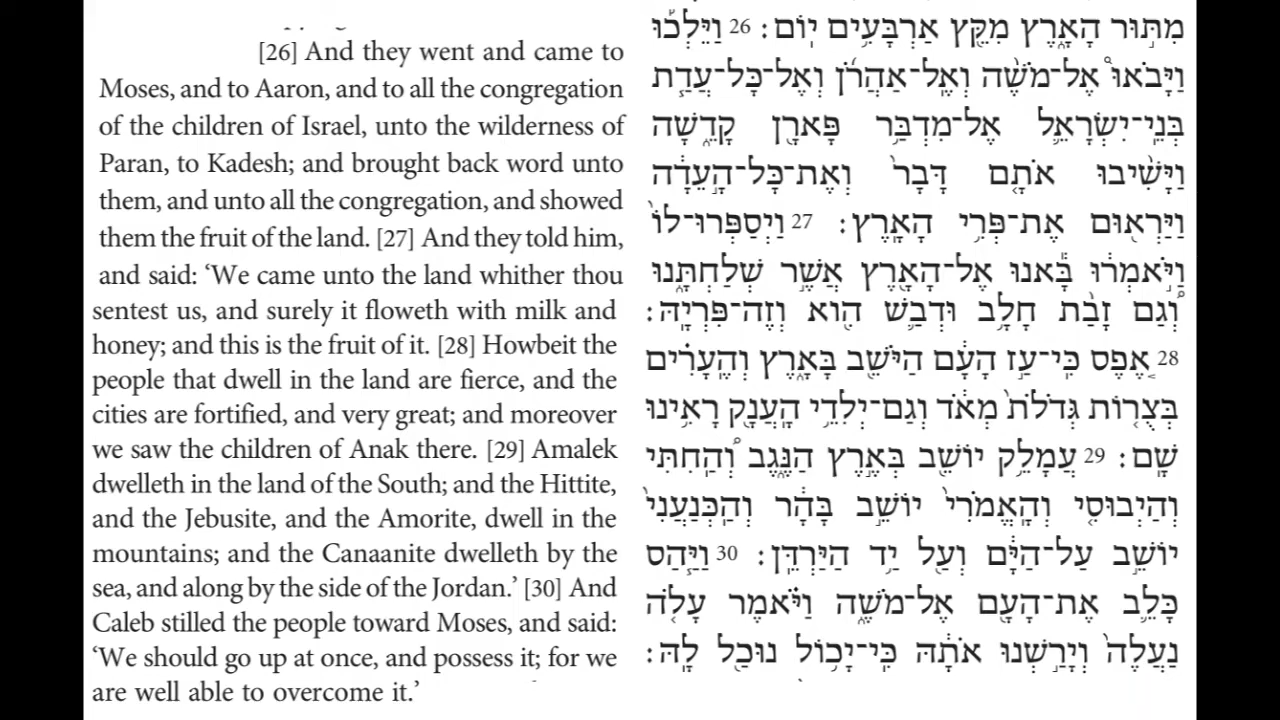 [26] And they went and came to
Moses, and to Aaron, and to all the congregation
of the children of Israel, unto the wilderness of
Paran, to Kadesh; and brought back word unto
them, and unto all the congregation, and showed
them the fruit of the land. [27] And they told him,
and said: ‘We came unto the land whither thou
sentest us, and surely it floweth with milk and
honey; and this is the fruit of it. [28] Howbeit the
people that dwell in the land are fierce, and the
cities are fortified, and very great; and moreover
we saw the children of Anak there. [29] Amalek
dwelleth in the land of the South; and the Hittite,
and the Jebusite, and the Amorite, dwell in the
mountains; and the Canaanite dwelleth by the
sea, and along by the side of the Jordan.’ [30] And
Caleb stilled the people toward Moses, and said:
‘We should go up at once, and possess it; for we
are well able to overcome it.’
מִתּ֣וּר הָאָ֑רֶץ מִקֵּ֖ץ אַרְבָּעִ֥ים יֽוֹם׃ 26 וַיֵּלְכ֡וּ
וַיָּבֹאוּ֩ אֶל־מֹשֶׁ֨ה וְאֶֽל־אַהֲרֹ֜ן וְאֶל־כׇּל־עֲדַ֧ת
בְּנֵֽי־יִשְׂרָאֵ֛ל אֶל־מִדְבַּ֥ר פָּארָ֖ן קָדֵ֑שָׁה
וַיָּשִׁ֨יבוּ אֹתָ֤ם דָּבָר֙ וְאֶת־כׇּל־הָ֣עֵדָ֔ה
וַיַּרְא֖וּם אֶת־פְּרִ֥י הָאָֽרֶץ׃ 27 וַיְסַפְּרוּ־לוֹ֙
וַיֹּ֣אמְר֔וּ בָּ֕אנוּ אֶל־הָאָ֖רֶץ אֲשֶׁ֣ר שְׁלַחְתָּ֑נוּ
וְ֠גַם זָבַ֨ת חָלָ֥ב וּדְבַ֛שׁ הִ֖וא וְזֶה־פִּרְיָֽהּ׃
28 אֶ֚פֶס כִּֽי־עַ֣ז הָעָ֔ם הַיֹּשֵׁ֖ב בָּאָ֑רֶץ וְהֶֽעָרִ֗ים
בְּצֻר֤וֹת גְּדֹלֹת֙ מְאֹ֔ד וְגַם־יְלִדֵ֥י הָֽעֲנָ֖ק רָאִ֥ינוּ
שָֽׁם׃ 29 עֲמָלֵ֥ק יוֹשֵׁ֖ב בְּאֶ֣רֶץ הַנֶּ֑גֶב וְ֠הַֽחִתִּי
וְהַיְבוּסִ֤י וְהָֽאֱמֹרִי֙ יוֹשֵׁ֣ב בָּהָ֔ר וְהַֽכְּנַעֲנִי֙
יוֹשֵׁ֣ב עַל־הַיָּ֔ם וְעַ֖ל יַ֥ד הַיַּרְדֵּֽן׃ 30 וַיַּ֧הַס
כָּלֵ֛ב אֶת־הָעָ֖ם אֶל־מֹשֶׁ֑ה וַיֹּ֗אמֶר עָלֹ֤ה
נַעֲלֶה֙ וְיָרַ֣שְׁנוּ אֹתָ֔הּ כִּֽי־יָכ֥וֹל נוּכַ֖ל לָֽהּ׃